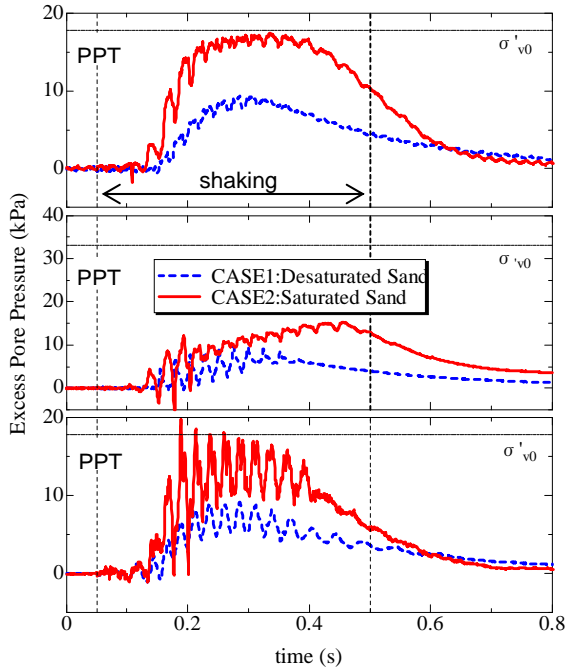 Excess Pore Pressure (kPa)
20
10
0
PPT
σ'v0
shaking
40
30
20
10
0
PPT
σ'v0
CASE1:Desaturated Sand
CASE2:Saturated Sand
20
10
0
PPT
σ'v0
0 0.2 0.4 0.6 0.8
time (s)